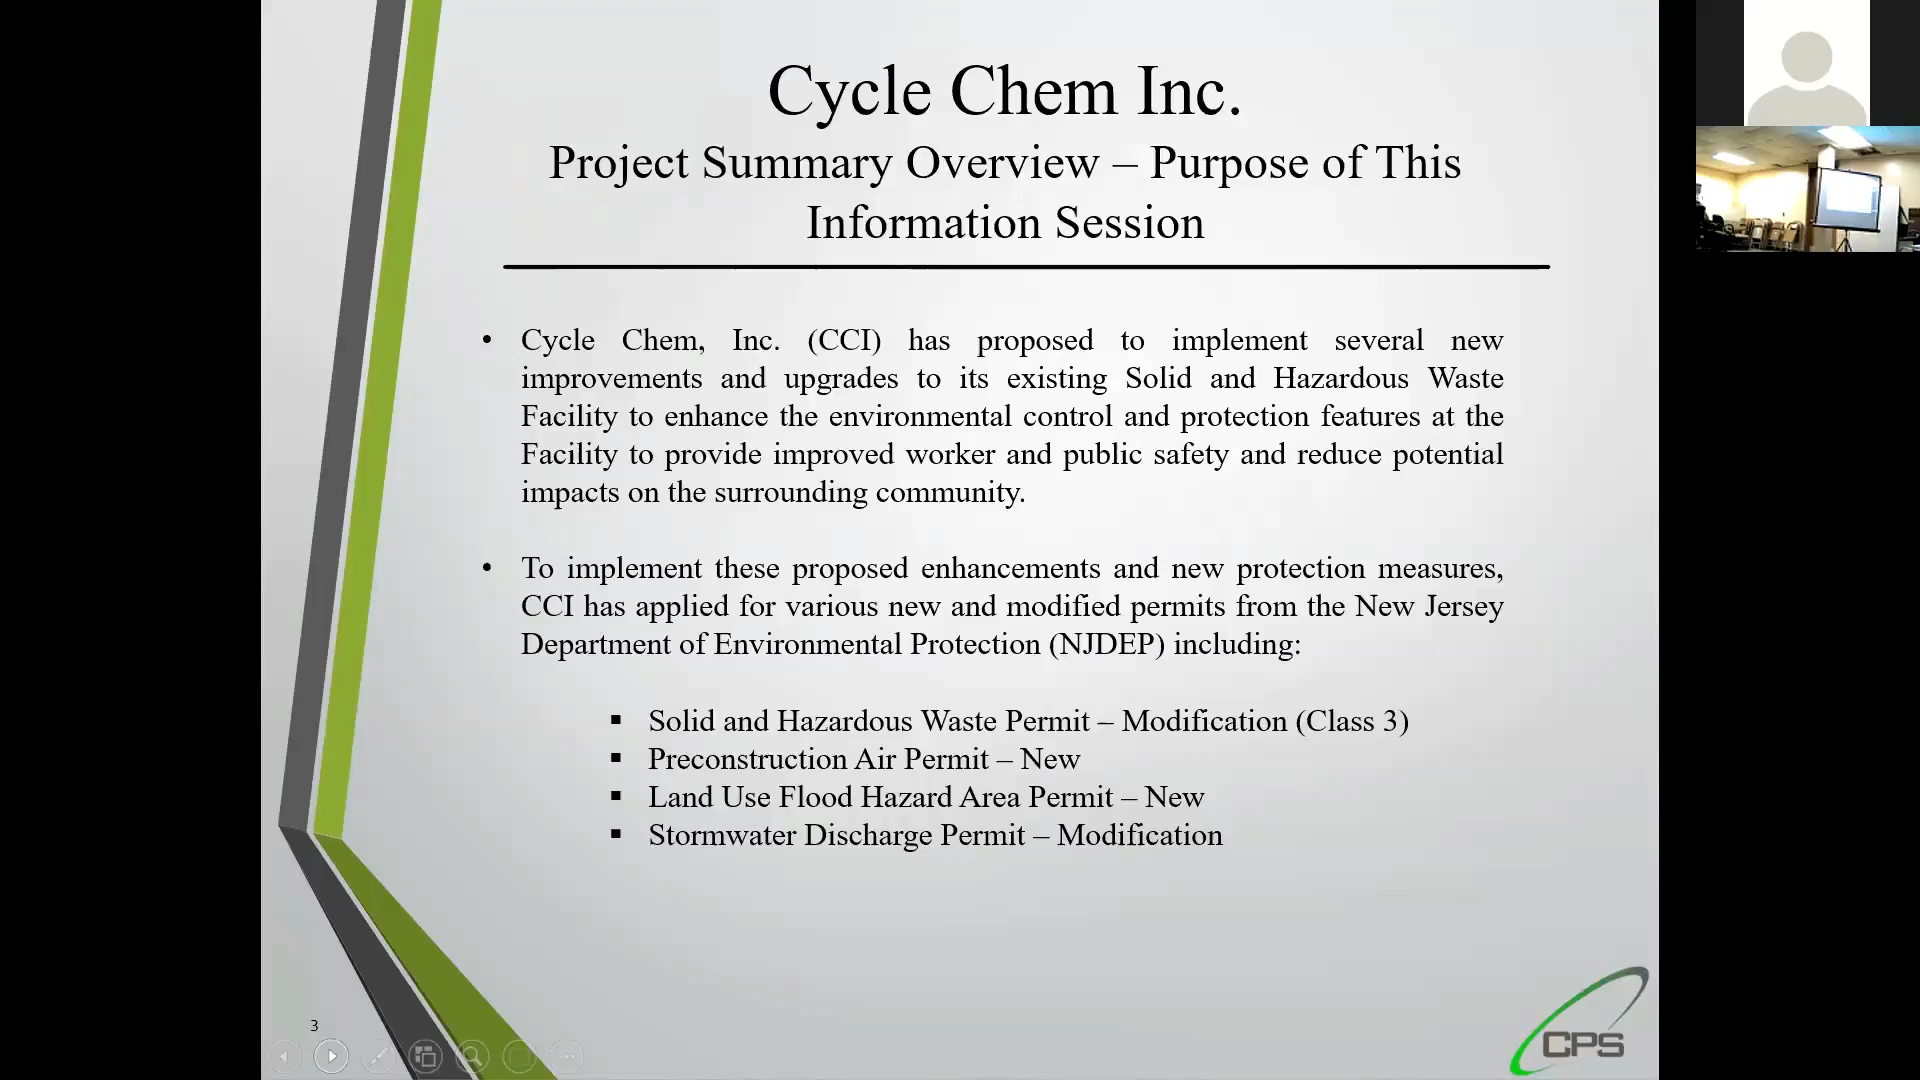 Cycle Chem Inc.
Project Summary Overview – Purpose of This
Information Session
• Cycle Chem, Inc. (CCI) has proposed to implement several new
improvements and upgrades to its existing Solid and Hazardous Waste
Facility to enhance the environmental control and protection features at the
Facility to provide improved worker and public safety and reduce potential
impacts on the surrounding community.
• To implement these proposed enhancements and new protection measures,
CCI has applied for various new and modified permits from the New Jersey
Department of Environmental Protection (NJDEP) including:
▪ Solid and Hazardous Waste Permit – Modification (Class 3)
▪ Preconstruction Air Permit – New
▪ Land Use Flood Hazard Area Permit – New
▪ Stormwater Discharge Permit – Modification
3
CPS